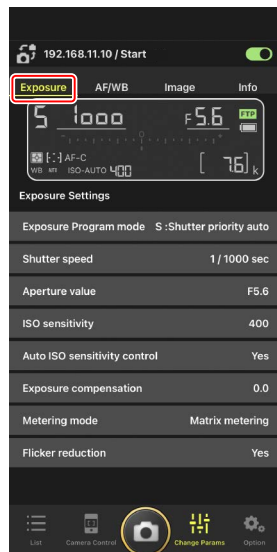 192.168.11.10 / Start
Exposure AF/WB Image Info
S 1000 F5.6 FTP
AF-C
WB ISO-AUTO 400 [ 7.6] k
Exposure Settings
Exposure Program mode S :Shutter priority auto
Shutter speed 1 / 1000 sec
Aperture value F5.6
ISO sensitivity 400
Auto ISO sensitivity control Yes
Exposure compensation 0.0
Metering mode Matrix metering
Flicker reduction Yes
List Camera Control Change Params Option